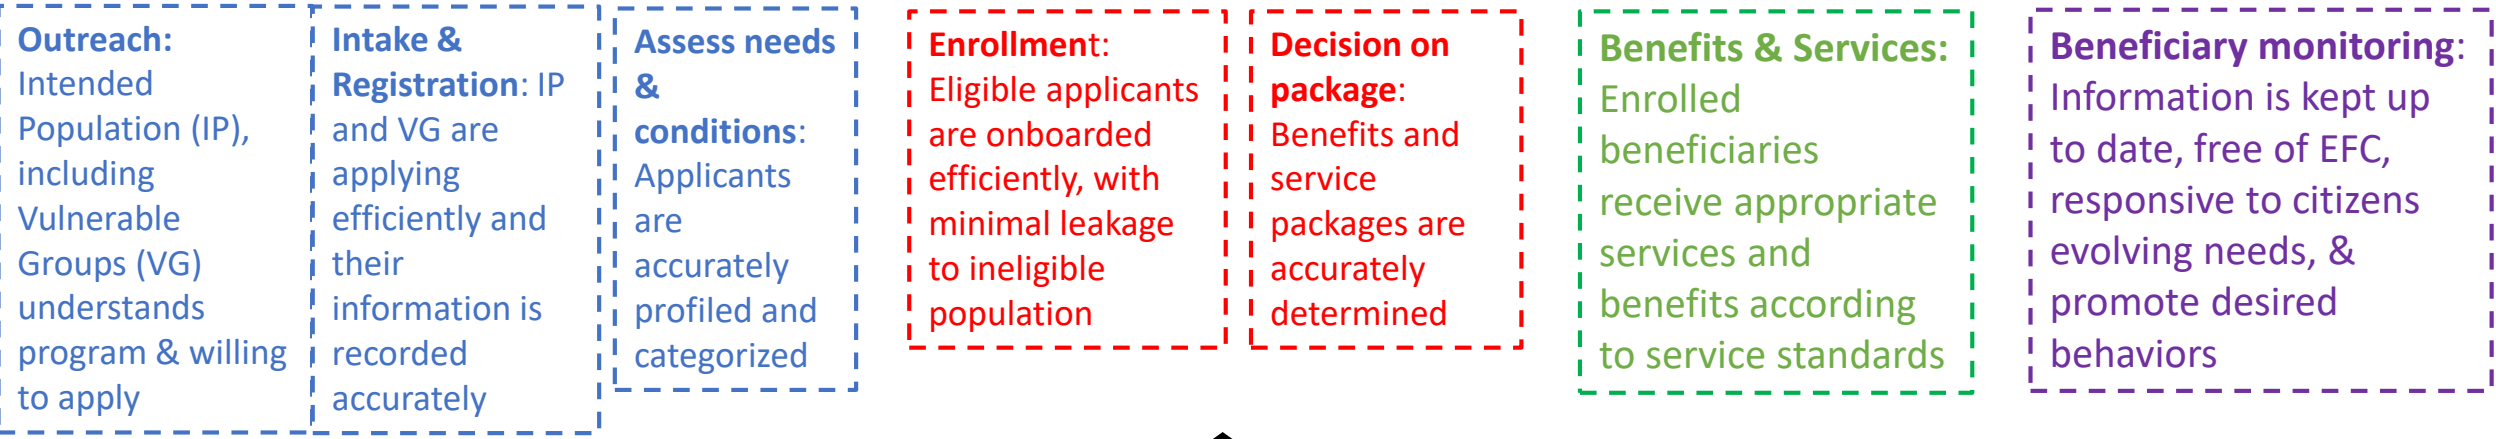 Outreach:
Intended
Population (IP),
including
Vulnerable
Groups (VG)
understands
program & willing
to apply
Intake &
Registration: IP
and VG are
applying
efficiently and
their
information is
recorded
accurately
Assess needs
&
conditions:
Applicants
are
accurately
profiled and
categorized
Enrollment:
Eligible applicants
are onboarded
efficiently, with
minimal leakage
to ineligible
population
Decision on
package:
Benefits and
service
packages are
accurately
determined
Benefits & Services:
Enrolled
beneficiaries
receive appropriate
services and
benefits according
to service standards
Beneficiary monitoring:
Information is kept up
to date, free of EFC,
responsive to citizens
evolving needs, &
promote desired
behaviors